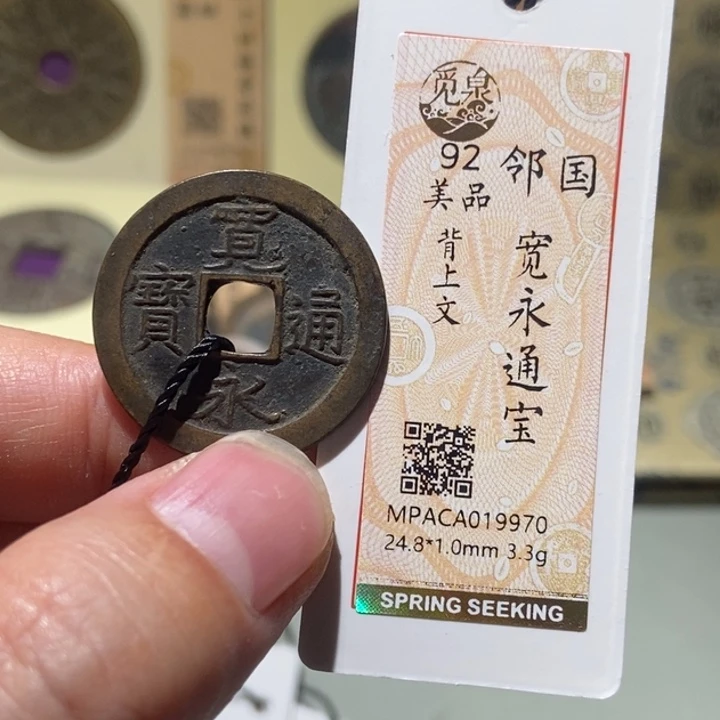 寛
永
通
寳
觅泉
92
美品
背上文
邻国
宽永通宝
MPACA019970
24.8*1.0mm 3.3g
SPRING SEEKING